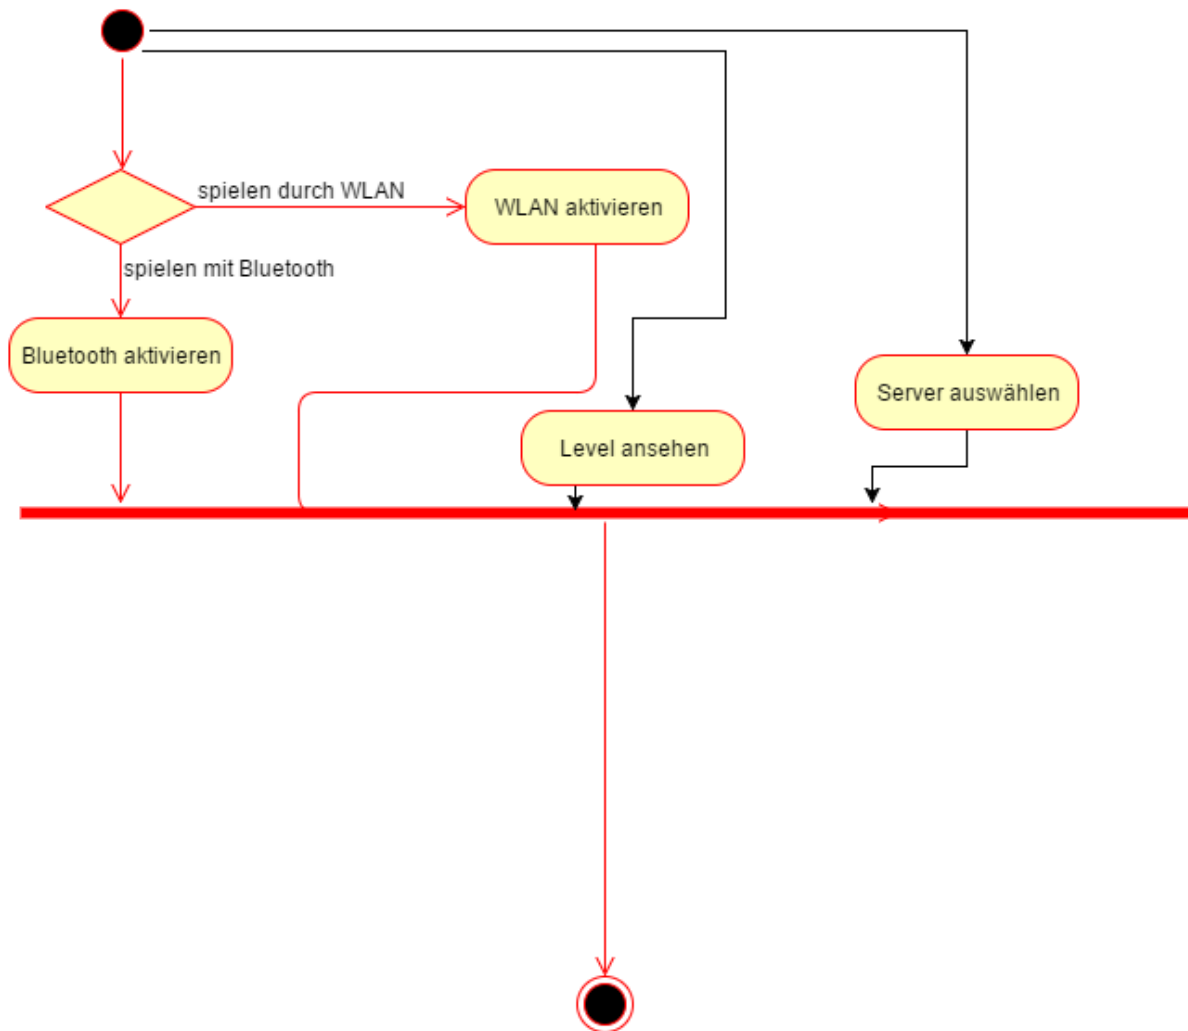 spielen durch WLAN
WLAN aktivieren
spielen mit Bluetooth
Bluetooth aktivieren
Server auswählen
Level ansehen